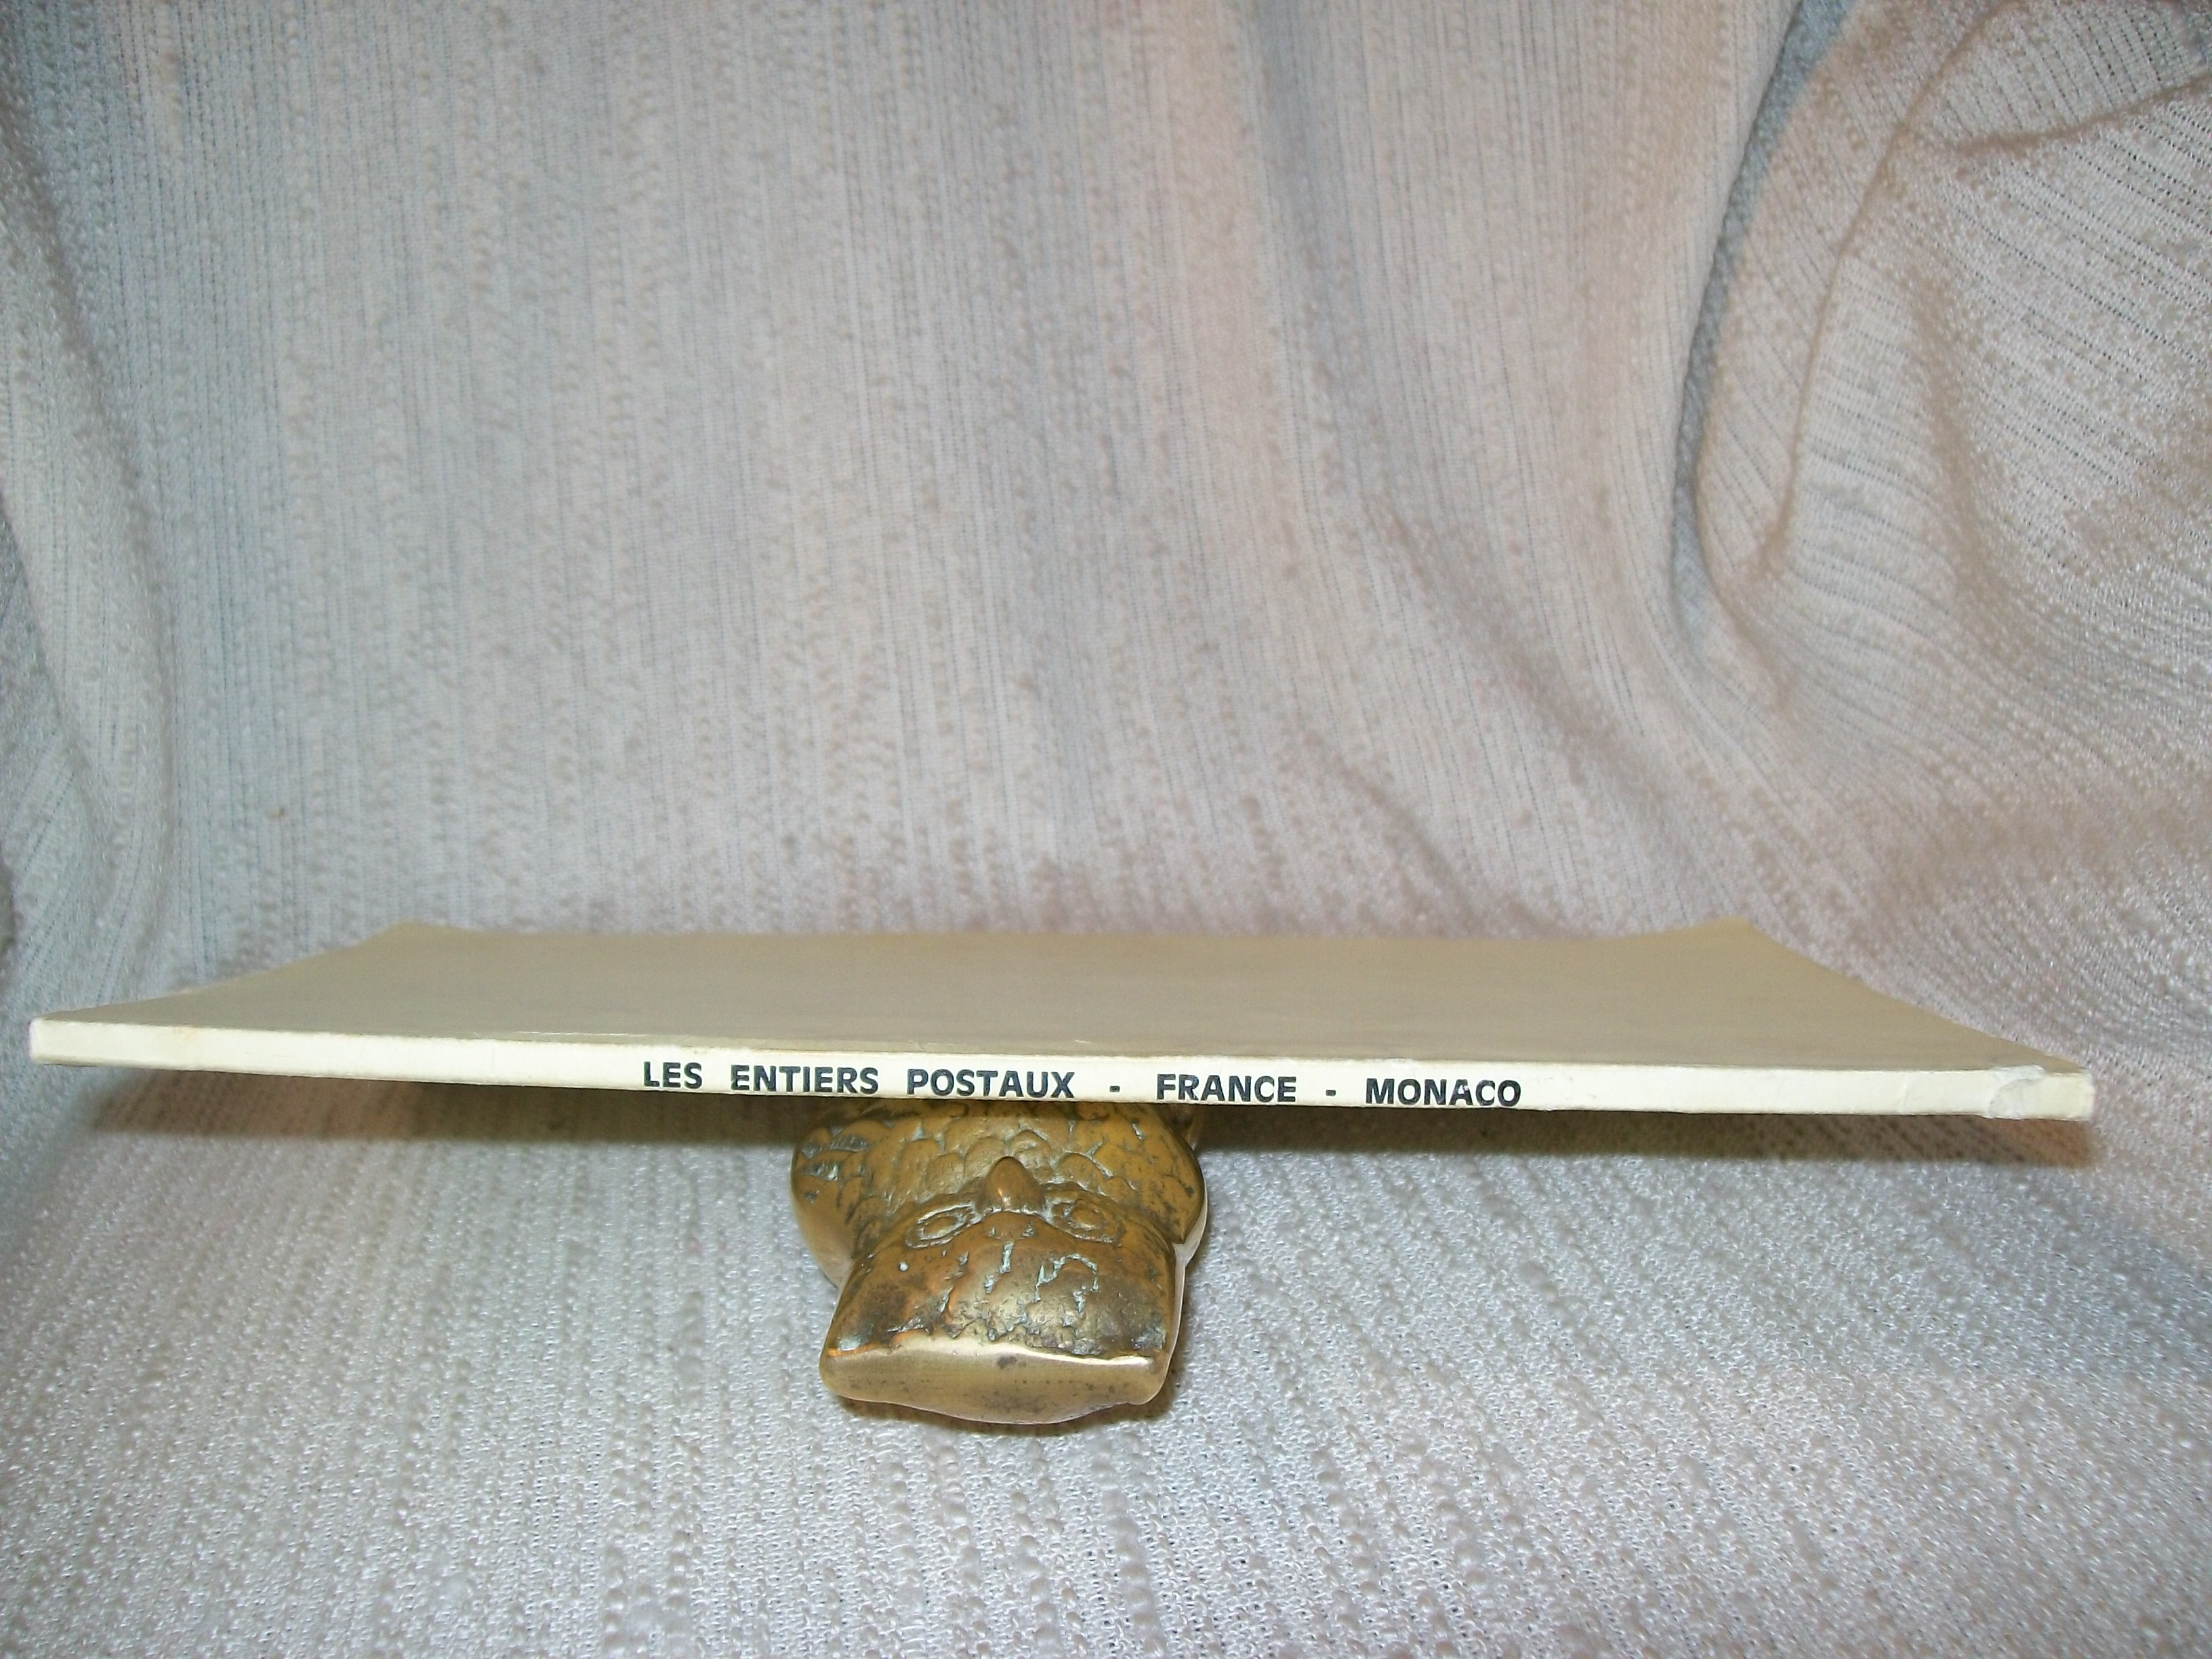 LES ENTIERS POSTAUX - FRANCE - MONACO